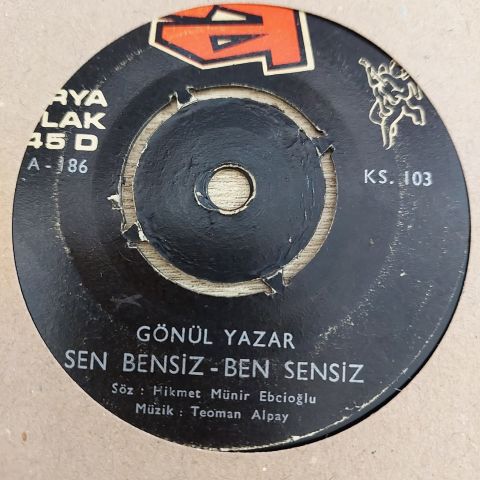 RYA
LAK
45 D
A - 186
KS. 103
GÖNÜL YAZAR
SEN BENSİZ - BEN SENSİZ
Söz : Hikmet Münir Ebcioğlu
Müzik : Teoman Alpay